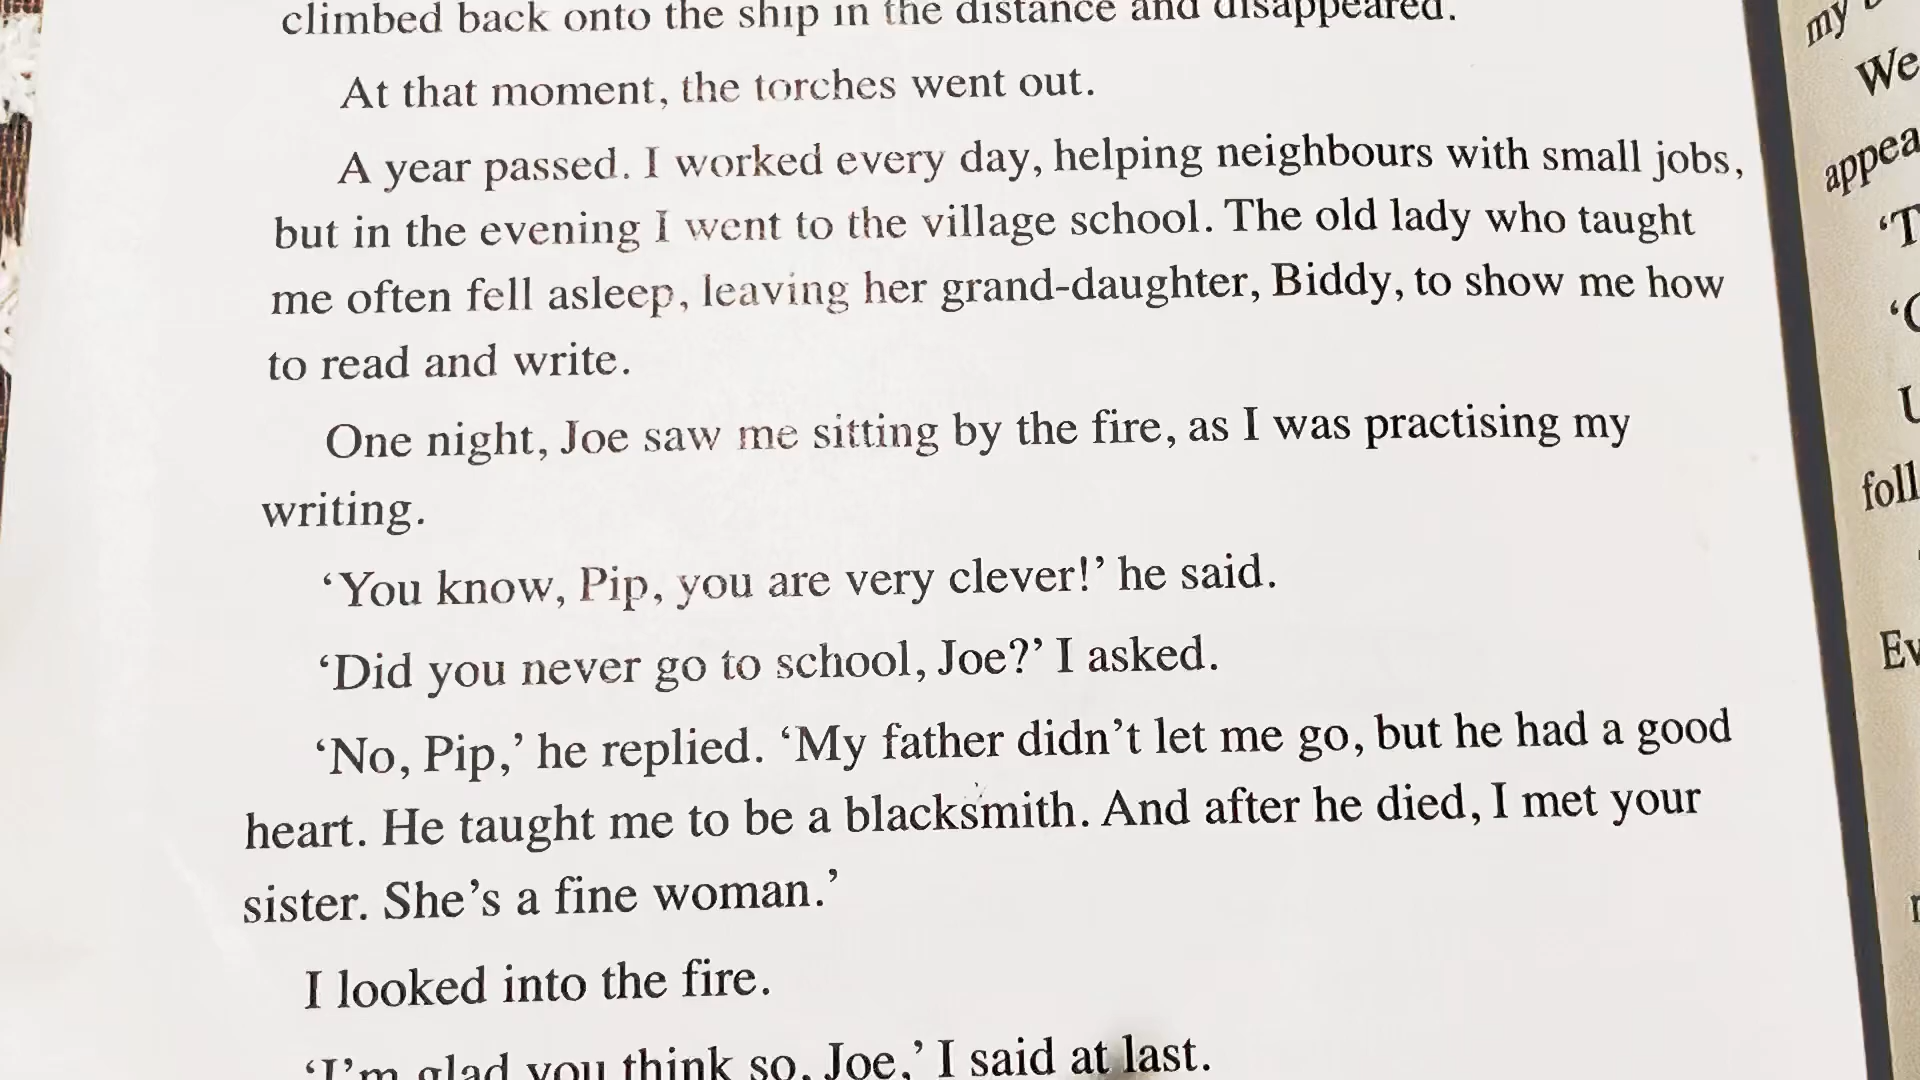 climbed back onto the ship in the distance and disappeared.
At that moment, the torches went out.
A year passed. I worked every day, helping neighbours with small jobs,
but in the evening I went to the village school. The old lady who taught
me often fell asleep, leaving her grand-daughter, Biddy, to show me how
to read and write.
One night, Joe saw me sitting by the fire, as I was practising my
writing.
‘You know, Pip, you are very clever!’ he said.
‘Did you never go to school, Joe?’ I asked.
‘No, Pip,’ he replied. ‘My father didn’t let me go, but he had a good
heart. He taught me to be a blacksmith. And after he died, I met your
sister. She’s a fine woman.’
I looked into the fire.
‘I’m glad you think so, Joe,’ I said at last.
my
We